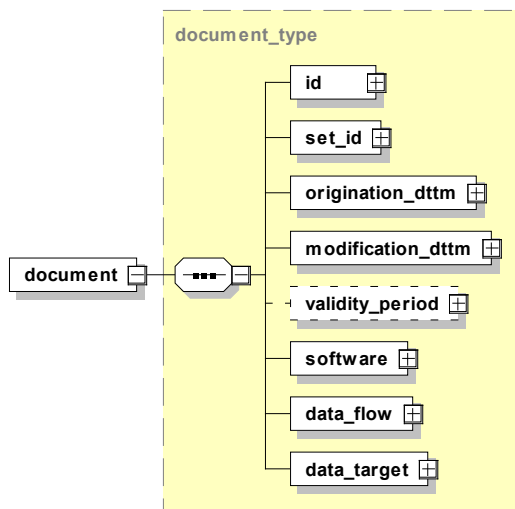 document_type
id
set_id
origination_dttm
modification_dttm
document
validity_period
software
data_flow
data_target